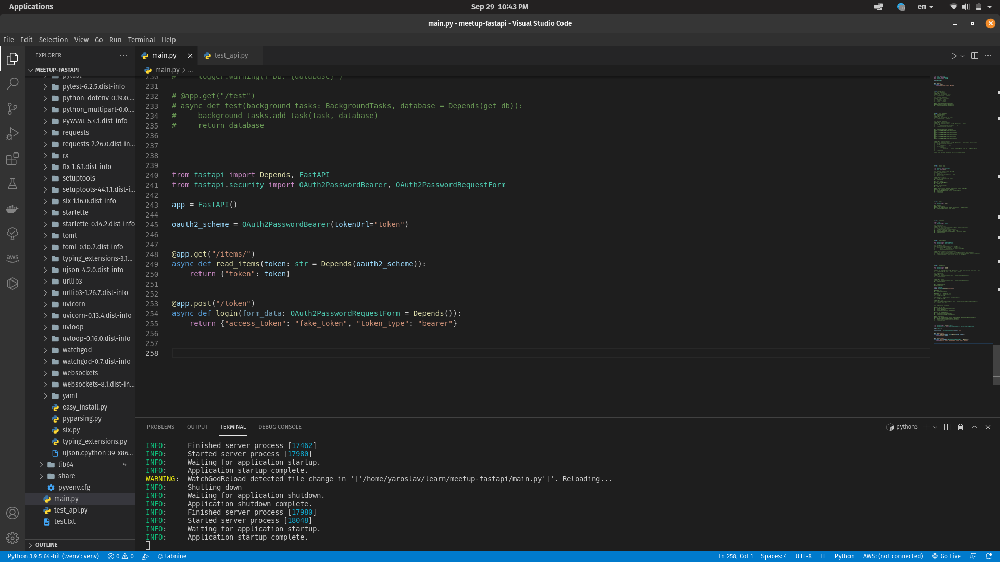 Applications
Sep 29 10:43 PM
en
main.py - meetup-fastapi - Visual Studio Code
File Edit Selection View Go Run Terminal Help
EXPLORER
MEETUP-FASTAPI
pytest
pytest-6.2.5.dist-info
python_dotenv-0.19.0....
python_multipart-0.0....
PyYAML-5.4.1.dist-info
requests
requests-2.26.0.dist-in...
rx
Rx-1.6.1.dist-info
setuptools
setuptools-44.1.1.dist-i...
six-1.16.0.dist-info
starlette
starlette-0.14.2.dist-info
toml
toml-0.10.2.dist-info
typing_extensions-3.1...
ujson-4.2.0.dist-info
urllib3
urllib3-1.26.7.dist-info
uvicorn
uvicorn-0.13.4.dist-info
uvloop
uvloop-0.16.0.dist-info
watchgod
watchgod-0.7.dist-info
websockets
websockets-8.1.dist-in...
yaml
easy_install.py
pyparsing.py
six.py
typing_extensions.py
ujson.cpython-39-x86...
lib64
share
pyvenv.cfg
main.py
test_api.py
test.txt
OUTLINE
aws
main.py test_api.py
main.py > ...
230 #     logger.warning(f"DB: {database}")
231
232 # @app.get("/test")
233 # async def test(background_tasks: BackgroundTasks, database = Depends(get_db)):
234 #     background_tasks.add_task(task, database)
235 #     return database
236
237
238
239
240 from fastapi import Depends, FastAPI
241 from fastapi.security import OAuth2PasswordBearer, OAuth2PasswordRequestForm
242
243 app = FastAPI()
244
245 oauth2_scheme = OAuth2PasswordBearer(tokenUrl="token")
246
247
248 @app.get("/items/")
249 async def read_items(token: str = Depends(oauth2_scheme)):
250     return {"token": token}
251
252
253 @app.post("/token")
254 async def login(form_data: OAuth2PasswordRequestForm = Depends()):
255     return {"access_token": "fake_token", "token_type": "bearer"}
256
257
258
PROBLEMS OUTPUT TERMINAL DEBUG CONSOLE
python3
INFO:     Finished server process [17462]
INFO:     Started server process [17980]
INFO:     Waiting for application startup.
INFO:     Application startup complete.
WARNING:  WatchGodReload detected file change in '['/home/yaroslav/learn/meetup-fastapi/main.py']'. Reloading...
INFO:     Shutting down
INFO:     Waiting for application shutdown.
INFO:     Application shutdown complete.
INFO:     Finished server process [17980]
INFO:     Started server process [18048]
INFO:     Waiting for application startup.
INFO:     Application startup complete.
Python 3.9.5 64-bit ('.venv': venv) 0 0 tabnine
Ln 258, Col 1 Spaces: 4 UTF-8 LF Python AWS: (not connected) Go Live